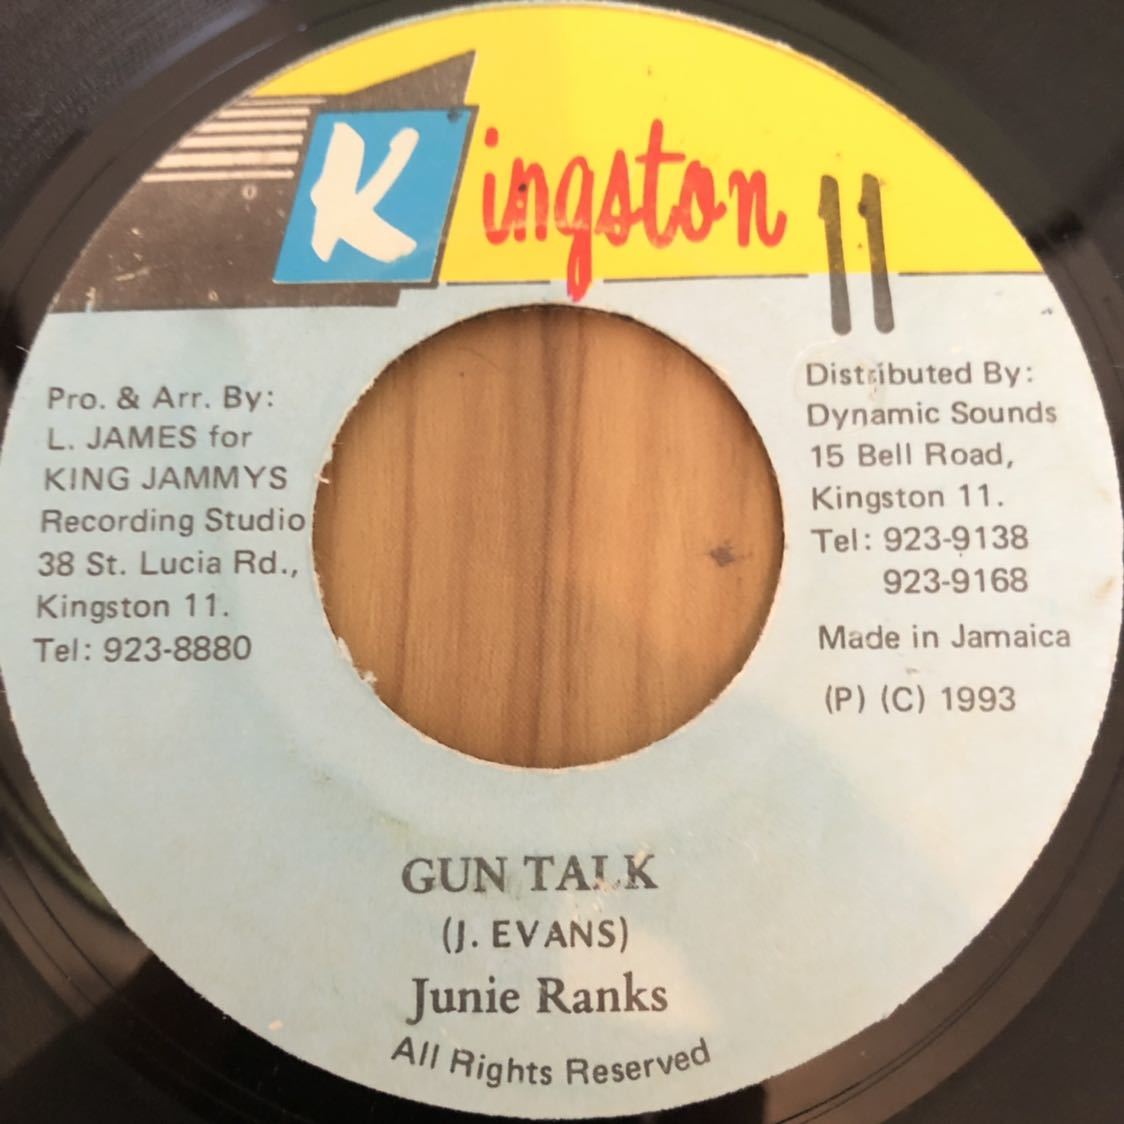 Kingston 11
Pro. & Arr. By:
L. JAMES for
KING JAMMYS
Recording Studio
38 St. Lucia Rd.,
Kingston 11.
Tel: 923-8880
Distributed By:
Dynamic Sounds
15 Bell Road,
Kingston 11.
Tel: 923-9138
923-9168
Made in Jamaica
(P) (C) 1993
GUN TALK
(J. EVANS)
Junie Ranks
All Rights Reserved